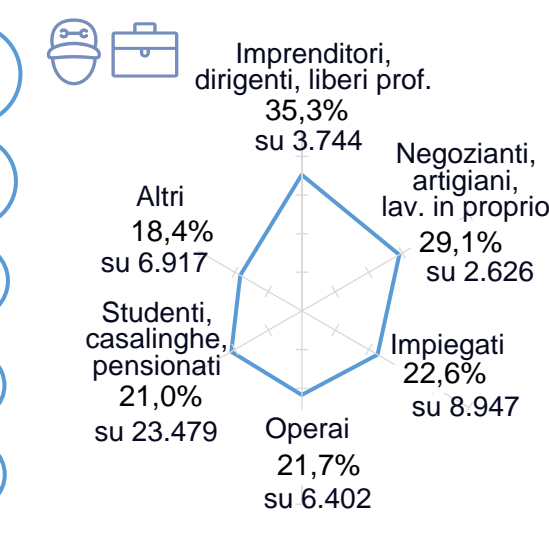 Imprenditori,
dirigenti, liberi prof.
35,3%
su 3.744
Negozianti,
artigiani,
lav. in proprio
29,1%
su 2.626
Impiegati
22,6%
su 8.947
Operai
21,7%
su 6.402
Studenti,
casalinghe,
pensionati
21,0%
su 23.479
Altri
18,4%
su 6.917